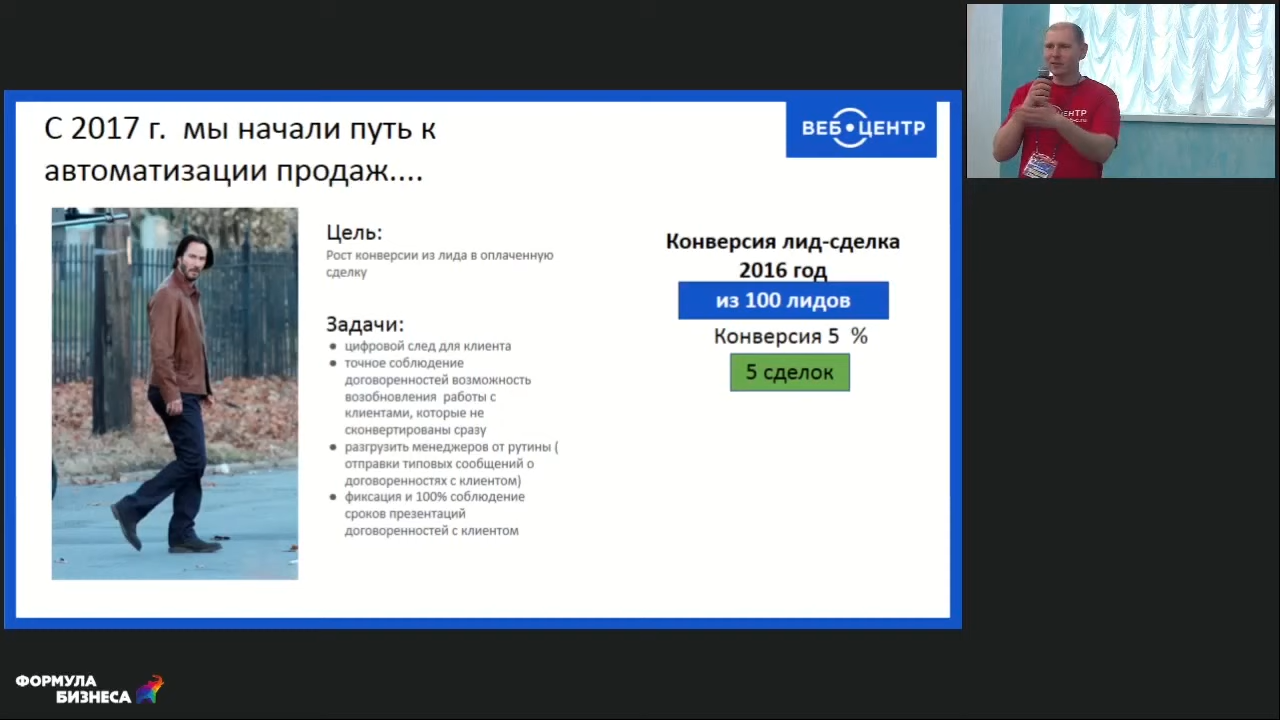 С 2017 г. мы начали путь к
автоматизации продаж....
ВЕБ ЦЕНТР
Цель:
Рост конверсии из лида в оплаченную
сделку
Задачи:
● цифровой след для клиента
● точное соблюдение
договоренностей возможность
возобновления работы с
клиентами, которые не
сконвертированы сразу
● разгрузить менеджеров от рутины (
отправки типовых сообщений о
договоренностях с клиентом)
● фиксация и 100% соблюдение
сроков презентаций
договоренностей с клиентом
Конверсия лид-сделка
2016 год
из 100 лидов
Конверсия 5 %
5 сделок
ФОРМУЛА
БИЗНЕСА